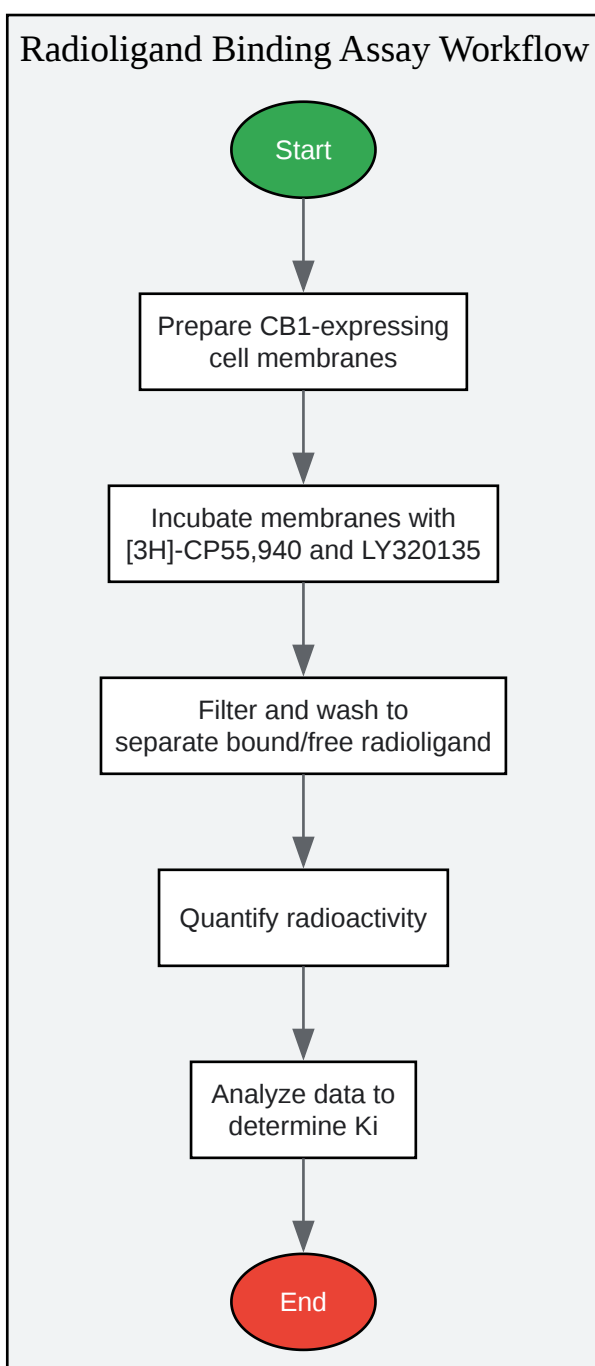 Radioligand Binding Assay Workflow
Start
Prepare CB1-expressing
cell membranes
Incubate membranes with
[3H]-CP55,940 and LY320135
Filter and wash to
separate bound/free radioligand
Quantify radioactivity
Analyze data to
determine Ki
End